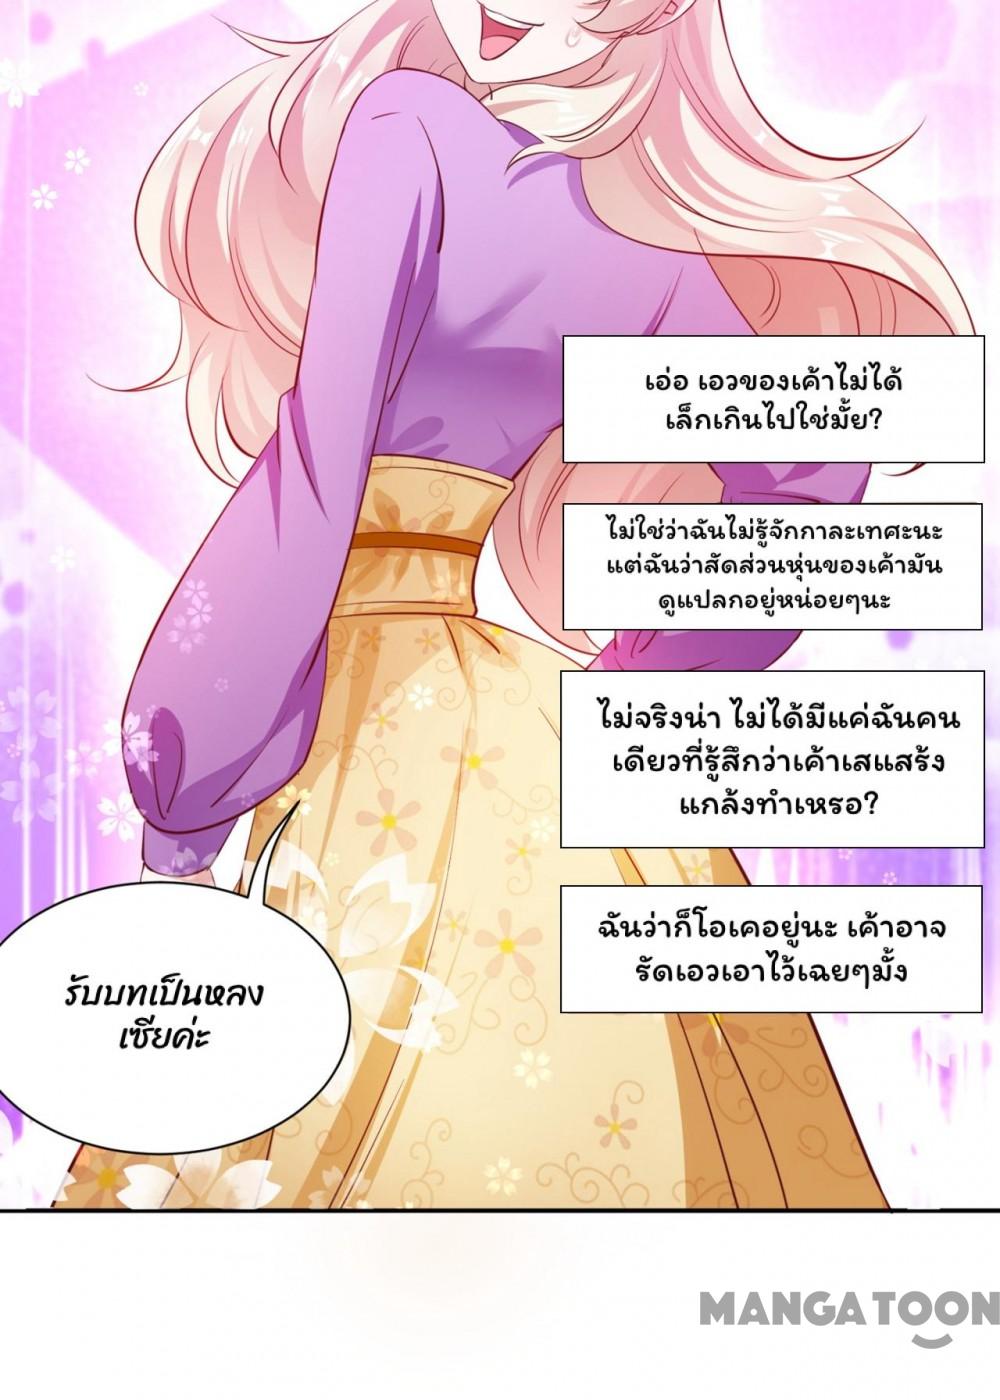 เอ่อ เอวของเค้าไม่ได้
เล็กเกินไปใช่มั้ย?
ไม่ใช่ว่าฉันไม่รู้จักกาละเทศะนะ
แต่ฉันว่าสัดส่วนหุ่นของเค้ามัน
ดูแปลกอยู่หน่อยๆนะ
ไม่จริงน่า ไม่ได้มีแค่ฉันคน
เดียวที่รู้สึกว่าเค้าเสแสร้ง
แกล้งทำเหรอ?
ฉันว่าก็โอเคอยู่นะ เค้าอาจ
รัดเอวเอาไว้เฉยๆมั้ง
รับบทเป็นหลง
เซียค่ะ
MANGATOON